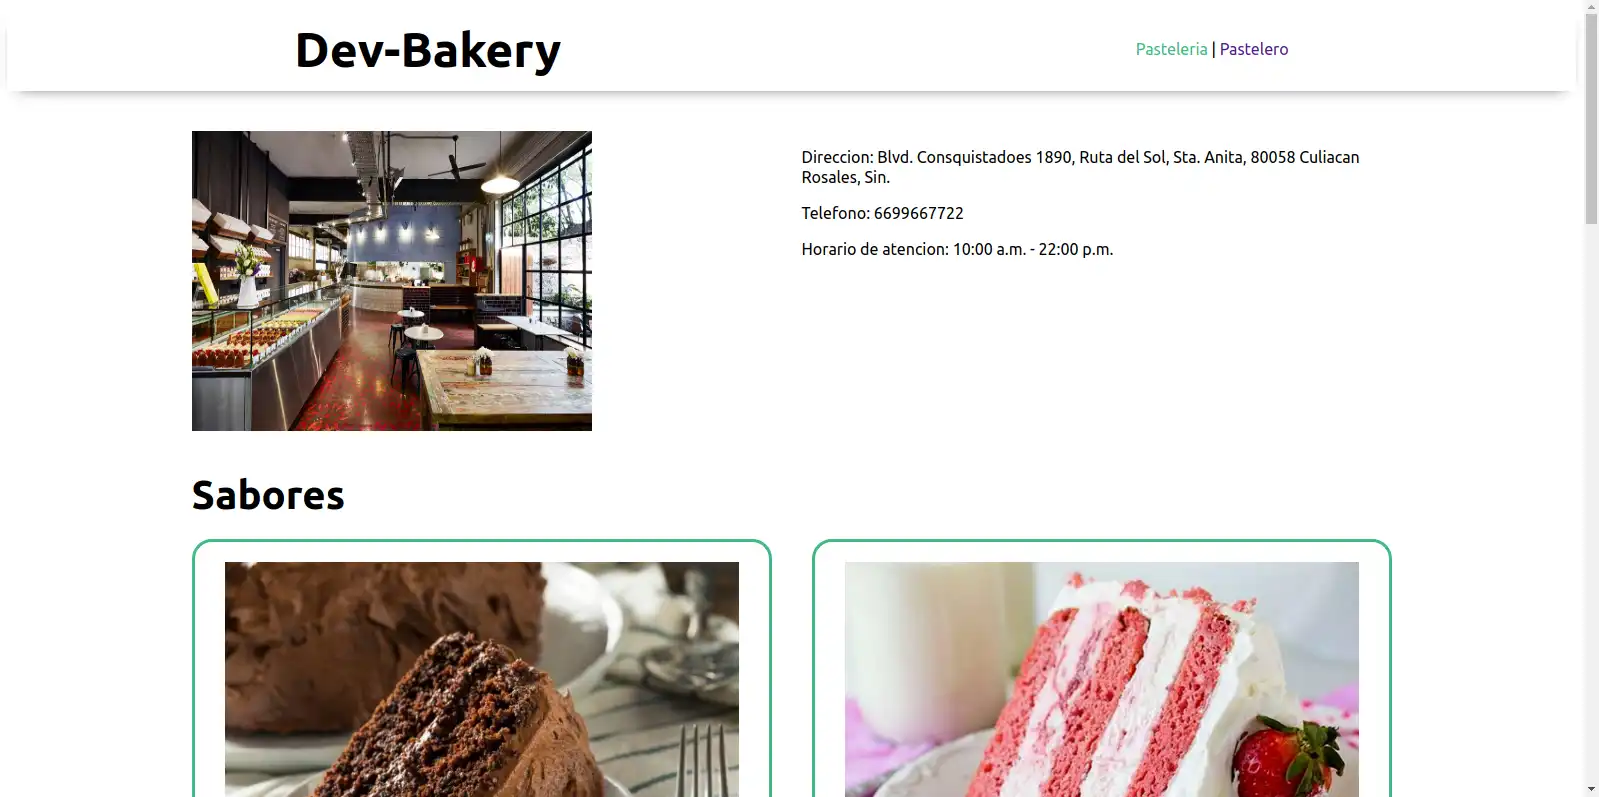 Dev-Bakery
Pasteleria | Pastelero
Direccion: Blvd. Consquistadoes 1890, Ruta del Sol, Sta. Anita, 80058 Culiacan
Rosales, Sin.
Telefono: 6699667722
Horario de atencion: 10:00 a.m. - 22:00 p.m.
Sabores